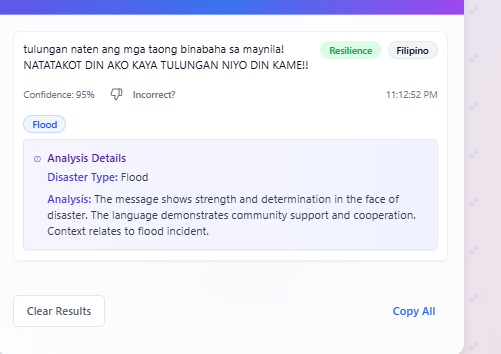 tulungan naten ang mga taong binabaha sa maynila!
NATATAKOT DIN AKO KAYA TULUNGAN NIYO DIN KAME!!
Resilience
Filipino
Confidence: 95%
Incorrect?
11:12:52 PM
Flood
Analysis Details
Disaster Type: Flood
Analysis: The message shows strength and determination in the face of
disaster. The language demonstrates community support and cooperation.
Context relates to flood incident.
Clear Results
Copy All